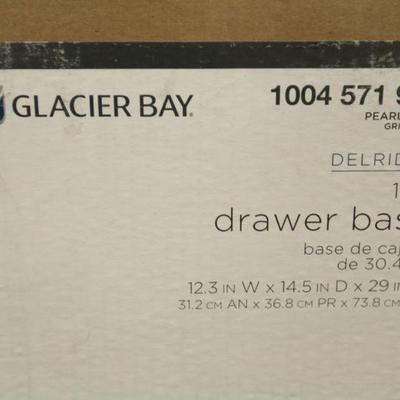 GLACIER BAY®
1004 571 9
PEARL
GR
DELRID
1
drawer bas
base de caj
de 30.4
12.3 IN W x 14.5 IN D x 29 IN
31.2 CM AN x 36.8 CM PR x 73.8 CM